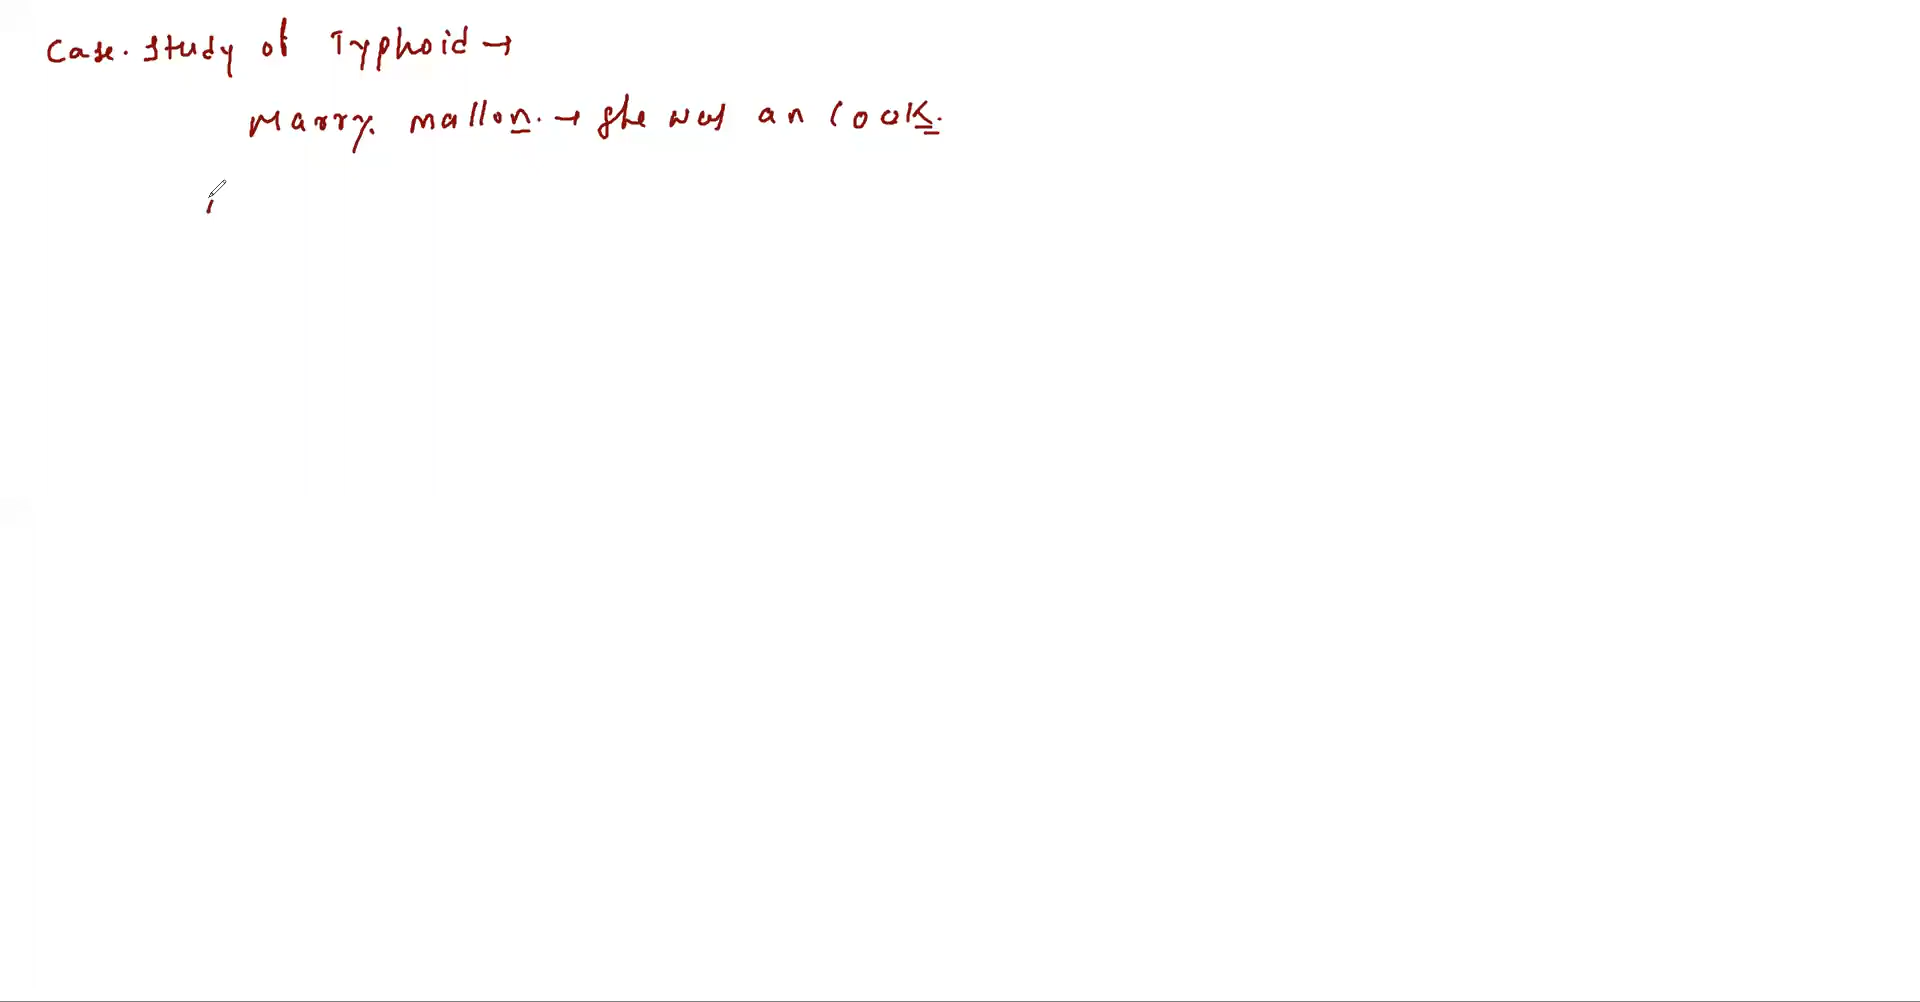 Case. study of Typhoid →
Marry. mallon. → she was an cook.